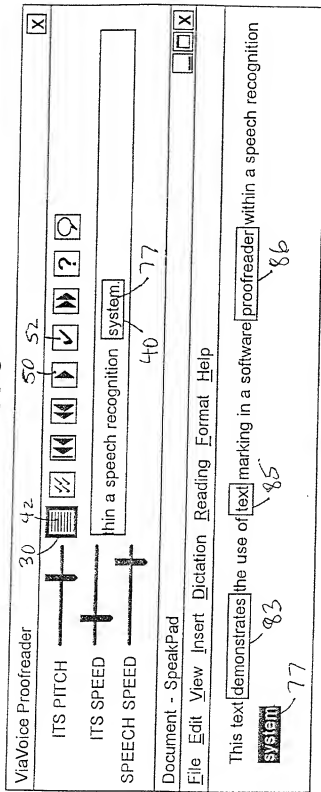 ViaVoice Proofreader X
30 42 50 52
ITS PITCH ?
ITS SPEED
SPEECH SPEED
thin a speech recognition system.
40 77
Document - SpeakPad X
File Edit View Insert Dictation Reading Format Help
This text demonstrates the use of text marking in a software proofreader within a speech recognition
system
83 85 86
77